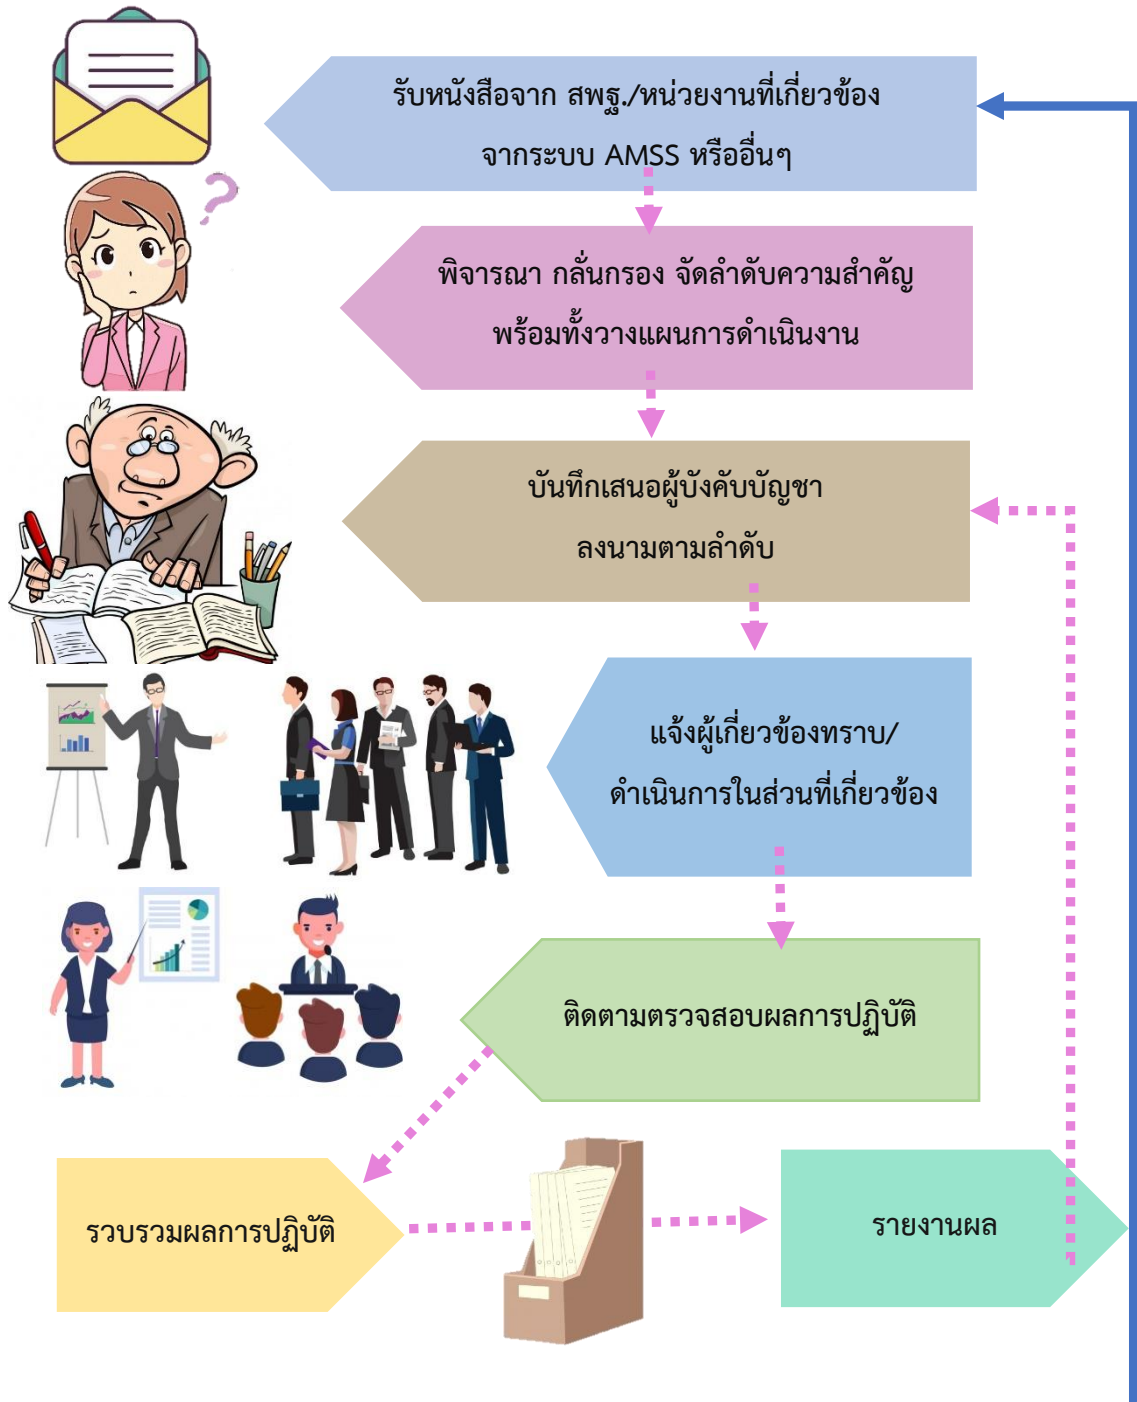 รับหนังสือจาก สพฐ./หน่วยงานที่เกี่ยวข้อง
จากระบบ AMSS หรืออื่นๆ
พิจารณา กลั่นกรอง จัดลำดับความสำคัญ
พร้อมทั้งวางแผนการดำเนินงาน
บันทึกเสนอผู้บังคับบัญชา
ลงนามตามลำดับ
แจ้งผู้เกี่ยวข้องทราบ/
ดำเนินการในส่วนที่เกี่ยวข้อง
ติดตามตรวจสอบผลการปฏิบัติ
รวบรวมผลการปฏิบัติ
รายงานผล